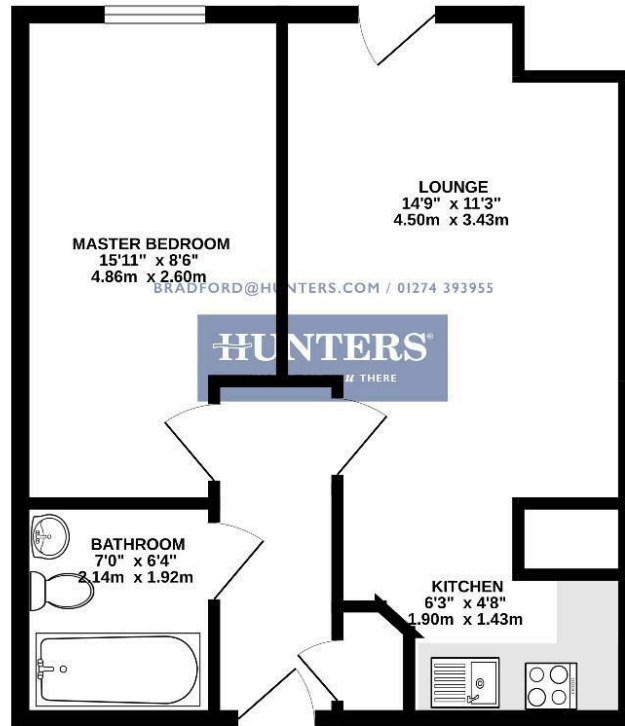 LOUNGE
14'9" x 11'3"
4.50m x 3.43m
MASTER BEDROOM
15'11" x 8'6"
4.86m x 2.60m
BRADFORD@HUNTERS.COM / 01274 393955
HUNTERS®
THERE
BATHROOM
7'0" x 6'4"
2.14m x 1.92m
KITCHEN
6'3" x 4'8"
1.90m x 1.43m